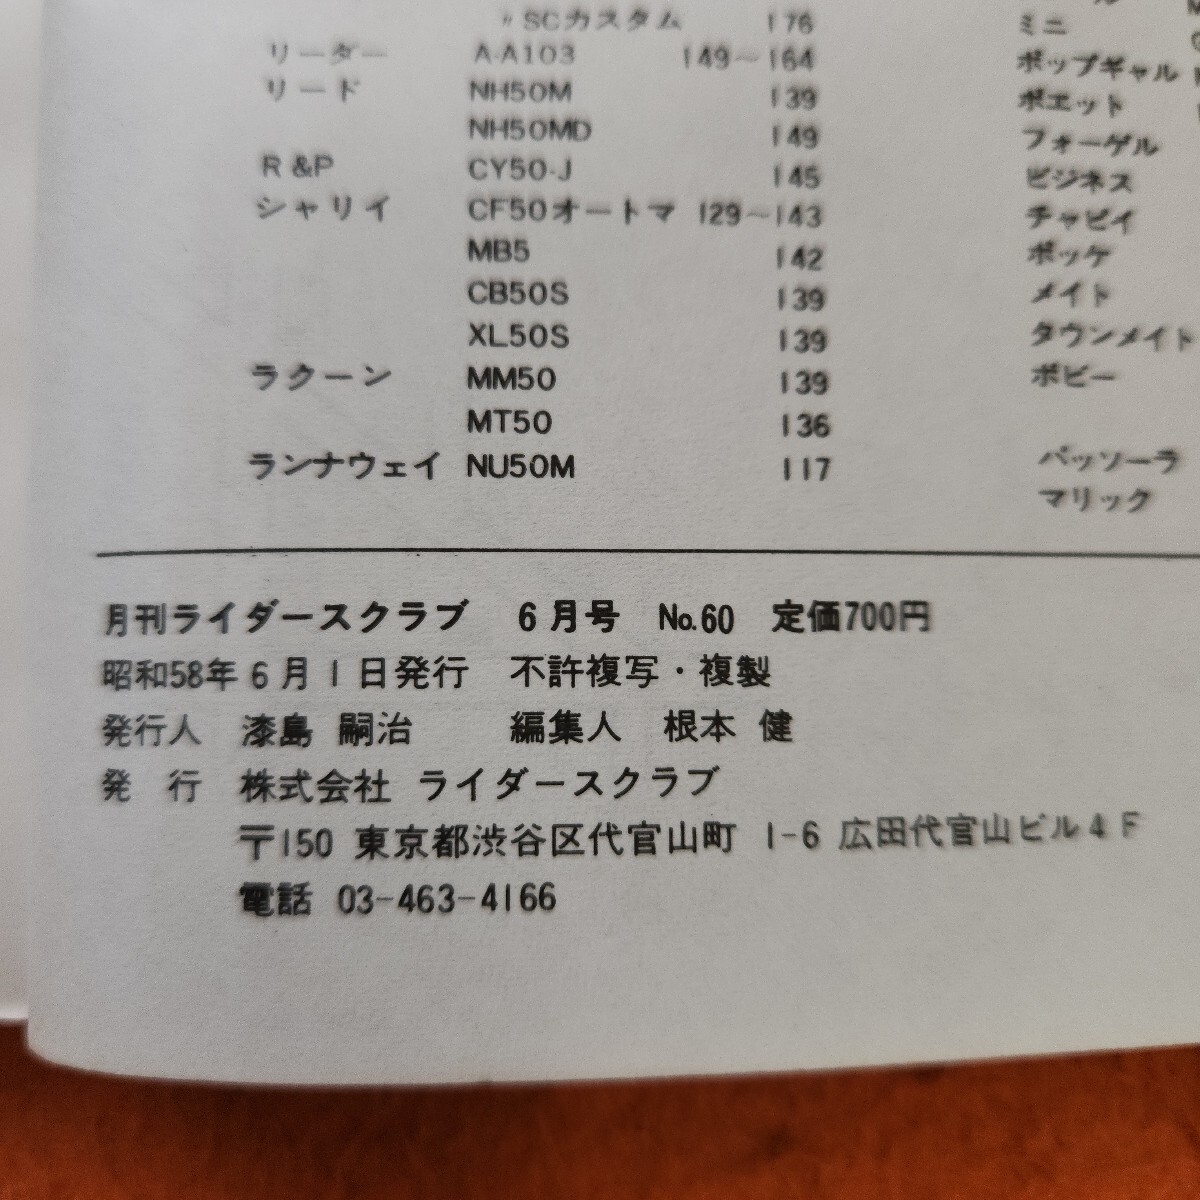 〃SCカスタム 176
リーダー A-A103 149～164
リード NH50M 139
NH50MD 149
R&P CY50-J 145
シャリイ CF50オートマ 129～143
MB5 142
CB50S 139
XL50S 139
ラクーン MM50 139
MT50 136
ランナウェイ NU50M 117
ミニ
ポップギャル
ポエット
フォーゲル
ビジネス
チャピイ
ポッケ
メイト
タウンメイト
ボビー
パッソーラ
マリック
月刊ライダースクラブ 6月号 No.60 定価700円
昭和58年6月1日発行 不許複写・複製
発行人 漆島 嗣治 編集人 根本 健
発 行 株式会社 ライダースクラブ
〒150 東京都渋谷区代官山町 1-6 広田代官山ビル4F
電話 03-463-4166